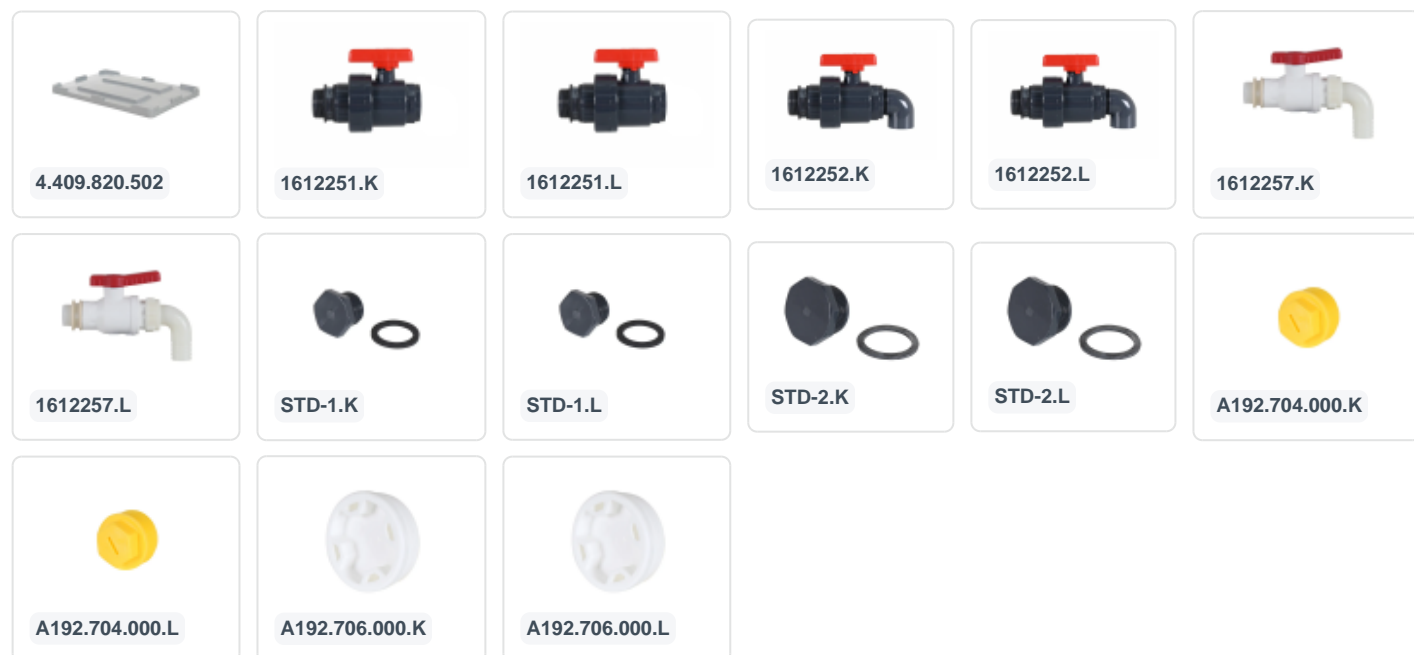 4.409.820.502
1612251.K
1612251.L
1612252.K
1612252.L
1612257.K
1612257.L
STD-1.K
STD-1.L
STD-2.K
STD-2.L
A192.704.000.K
A192.704.000.L
A192.706.000.K
A192.706.000.L